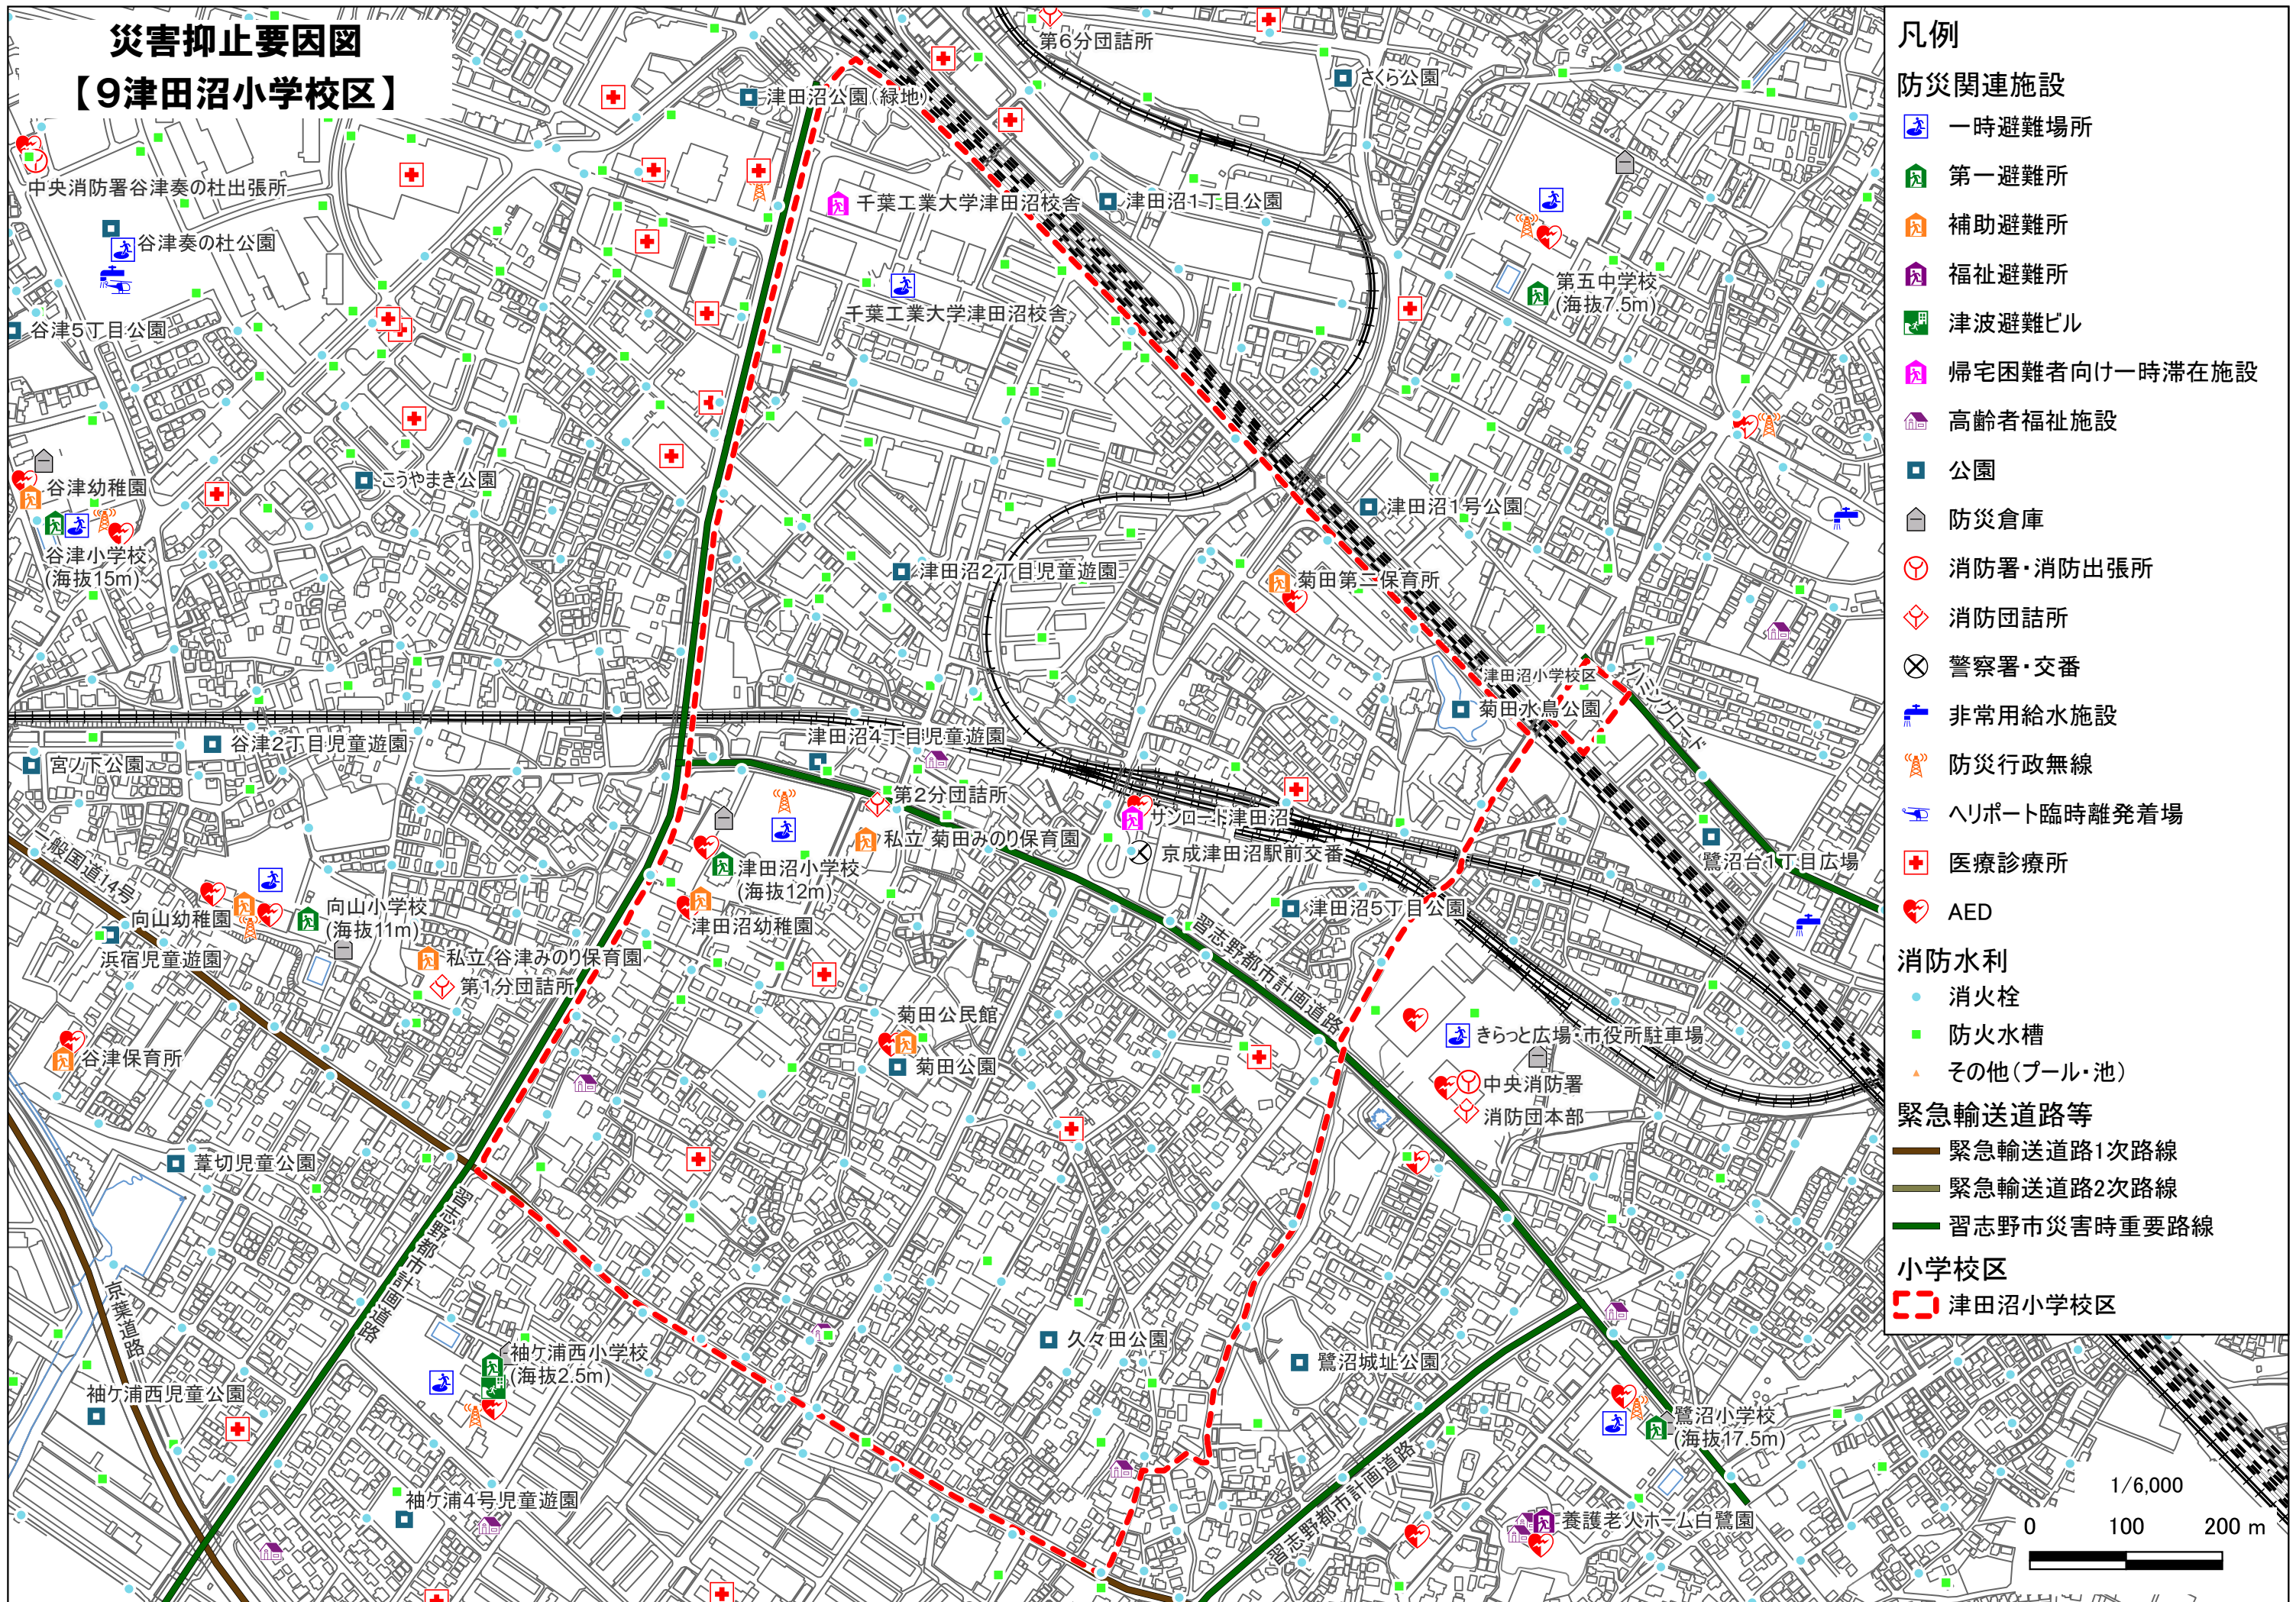 災害抑止要因図
【9津田沼小学校区】
第6分団詰所
さくら公園
津田沼公園(緑地)
中央消防署谷津奏の杜出張所
千葉工業大学津田沼校舎
津田沼1丁目公園
谷津奏の杜公園
第五中学校
(海抜7.5m)
千葉工業大学津田沼校舎
谷津5丁目公園
こうやまき公園
谷津幼稚園
津田沼1号公園
谷津小学校
(海抜15m)
津田沼2丁目児童遊園
菊田第二保育所
津田沼小学校区
ハミングロード
菊田水鳥公園
谷津2丁目児童遊園
津田沼4丁目児童遊園
宮ノ下公園
第2分団詰所
サンロード津田沼
私立 菊田みのり保育園
京成津田沼駅前交番
鷺沼台1丁目広場
一般国道14号
津田沼小学校
(海抜12m)
向山幼稚園
向山小学校
(海抜11m)
津田沼幼稚園
津田沼5丁目公園
習志野都市計画道路
浜宿児童遊園
私立 谷津みのり保育園
第1分団詰所
菊田公民館
きらっと広場・市役所駐車場
谷津保育所
菊田公園
中央消防署
消防団本部
葦切児童公園
習志野都市計画道路
京葉道路
久々田公園
鷺沼城址公園
袖ケ浦西小学校
(海抜2.5m)
袖ケ浦西児童公園
鷺沼小学校
(海抜17.5m)
習志野都市計画道路
袖ケ浦4号児童遊園
養護老人ホーム白鷺園
凡例
防災関連施設
一時避難場所
第一避難所
補助避難所
福祉避難所
津波避難ビル
帰宅困難者向け一時滞在施設
高齢者福祉施設
公園
防災倉庫
消防署・消防出張所
消防団詰所
警察署・交番
非常用給水施設
防災行政無線
ヘリポート臨時離発着場
医療診療所
AED
消防水利
消火栓
防火水槽
その他(プール・池)
緊急輸送道路等
緊急輸送道路1次路線
緊急輸送道路2次路線
習志野市災害時重要路線
小学校区
津田沼小学校区
1/6,000
0 100 200 m